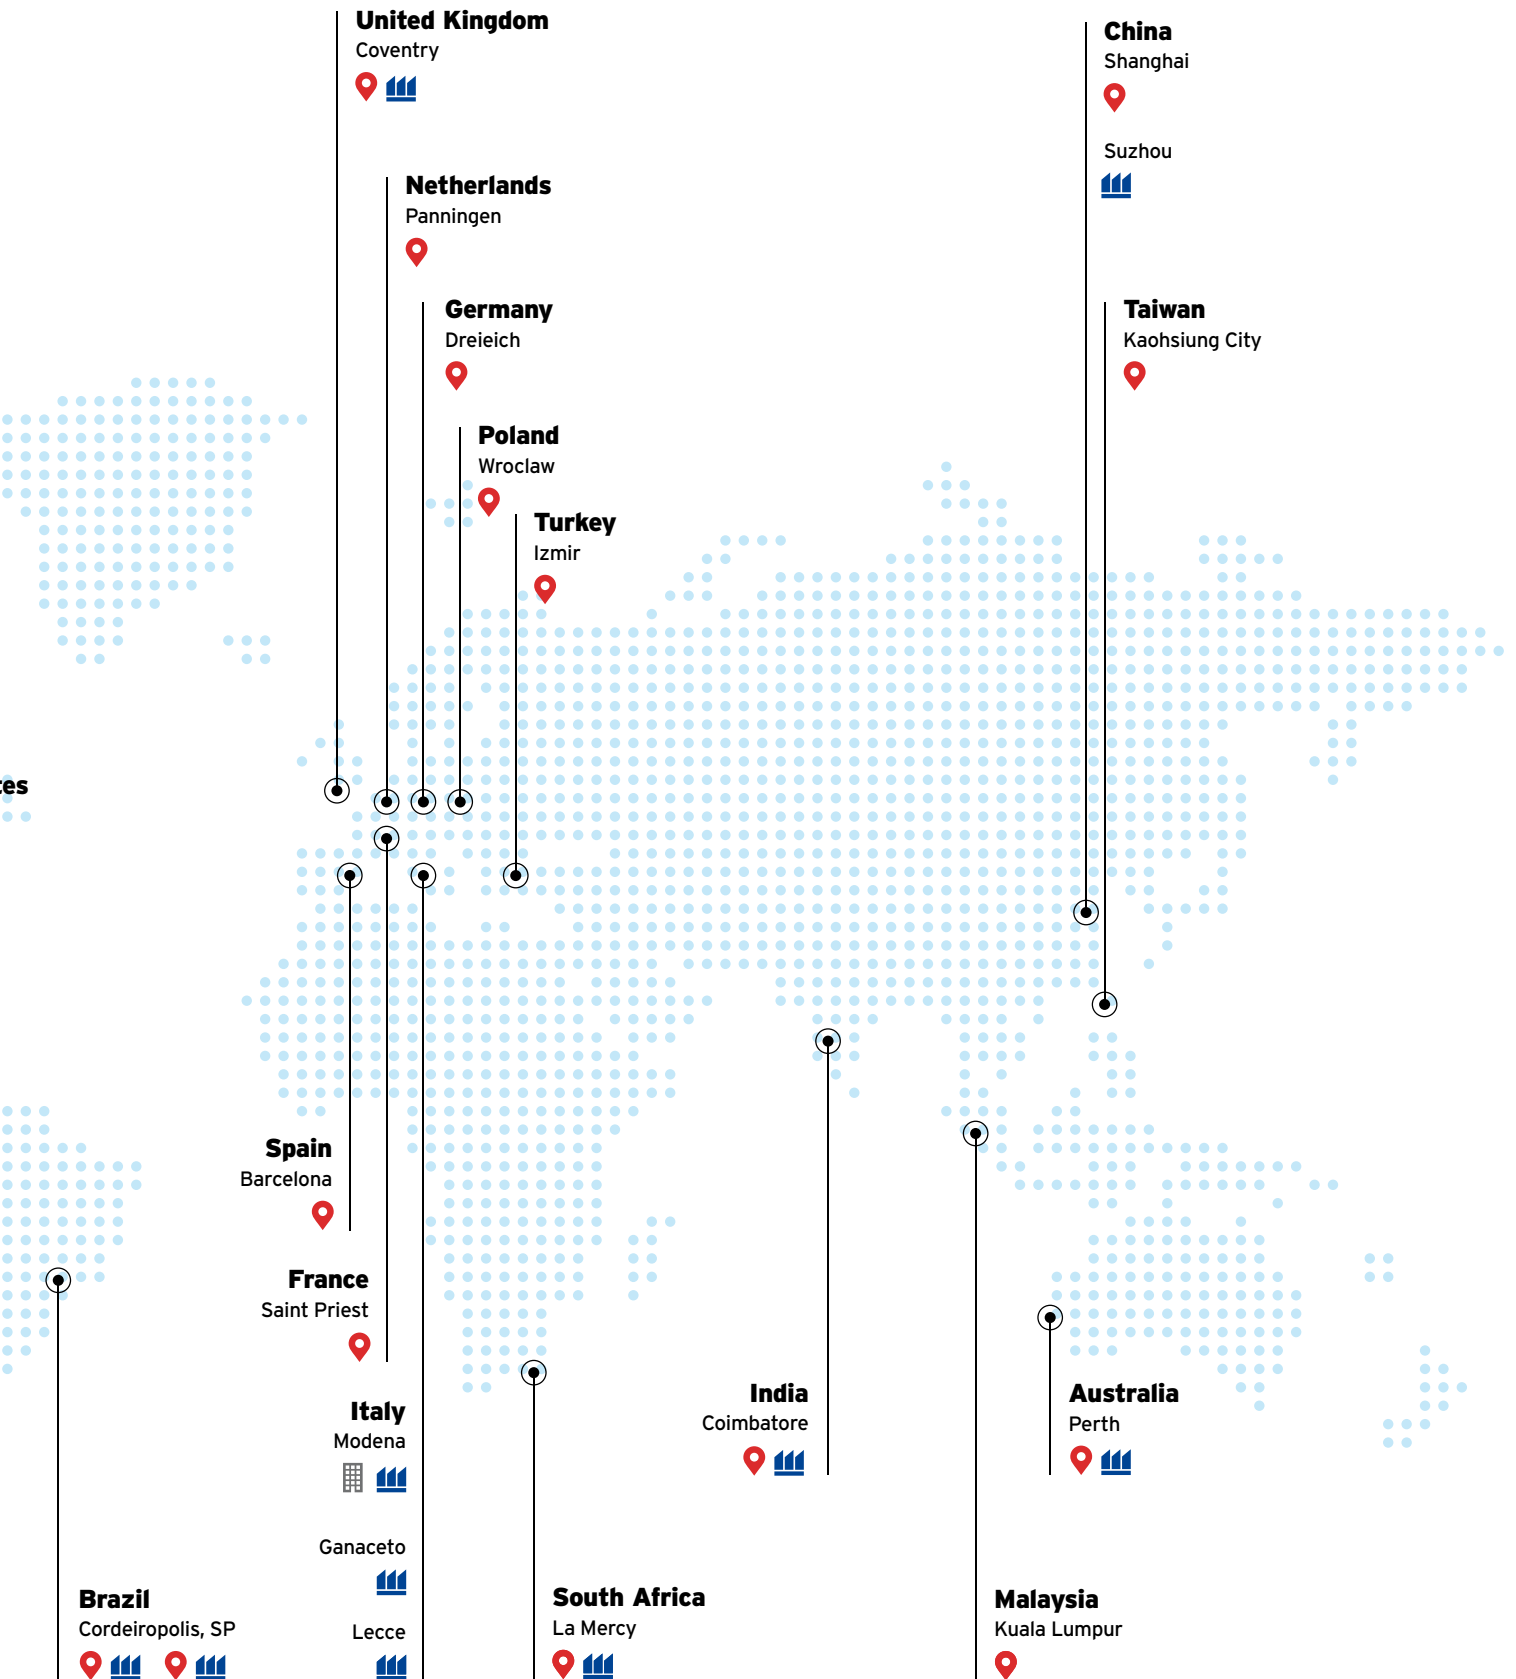 United Kingdom
Coventry
China
Shanghai
Suzhou
Netherlands
Panningen
Germany
Dreieich
Taiwan
Kaohsiung City
Poland
Wroclaw
Turkey
Izmir
tes
Spain
Barcelona
France
Saint Priest
Italy
Modena
Ganaceto
Lecce
India
Coimbatore
Australia
Perth
Brazil
Cordeiropolis, SP
South Africa
La Mercy
Malaysia
Kuala Lumpur